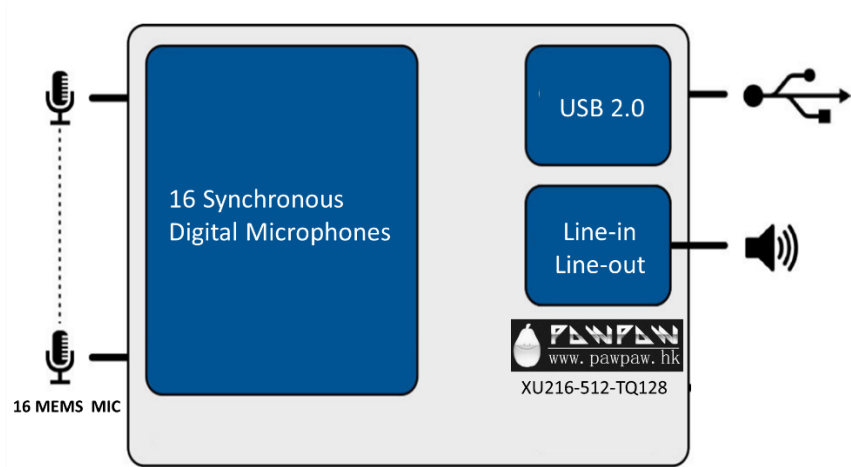 16 Synchronous
Digital Microphones
USB 2.0
Line-in
Line-out
PAWPAW
www.pawpaw.hk
XU216-512-TQ128
16 MEMS MIC